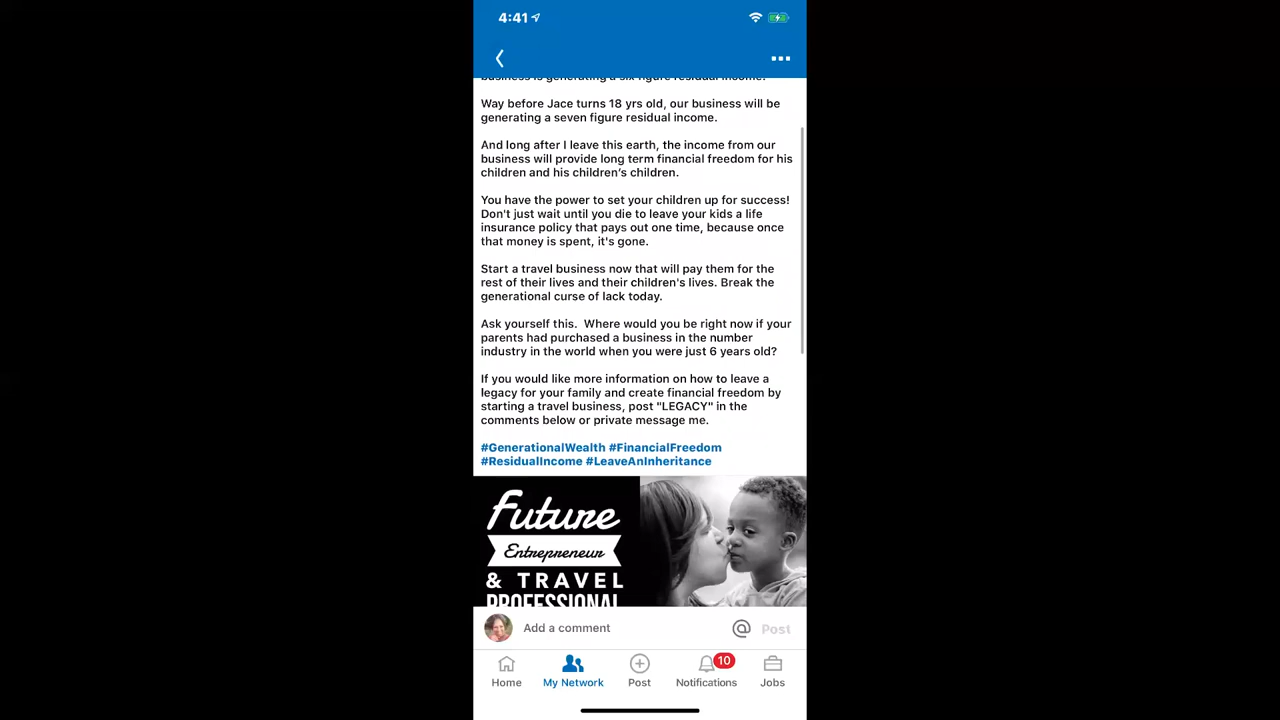 4:41
business is generating a six figure residual income.
Way before Jace turns 18 yrs old, our business will be
generating a seven figure residual income.
And long after I leave this earth, the income from our
business will provide long term financial freedom for his
children and his children’s children.
You have the power to set your children up for success!
Don't just wait until you die to leave your kids a life
insurance policy that pays out one time, because once
that money is spent, it's gone.
Start a travel business now that will pay them for the
rest of their lives and their children's lives. Break the
generational curse of lack today.
Ask yourself this.  Where would you be right now if your
parents had purchased a business in the number
industry in the world when you were just 6 years old?
If you would like more information on how to leave a
legacy for your family and create financial freedom by
starting a travel business, post "LEGACY" in the
comments below or private message me.
#GenerationalWealth #FinancialFreedom
#ResidualIncome #LeaveAnInheritance
Future
Entrepreneur
& TRAVEL
PROFESSIONAL
Add a comment @ Post
10
Home My Network Post Notifications Jobs